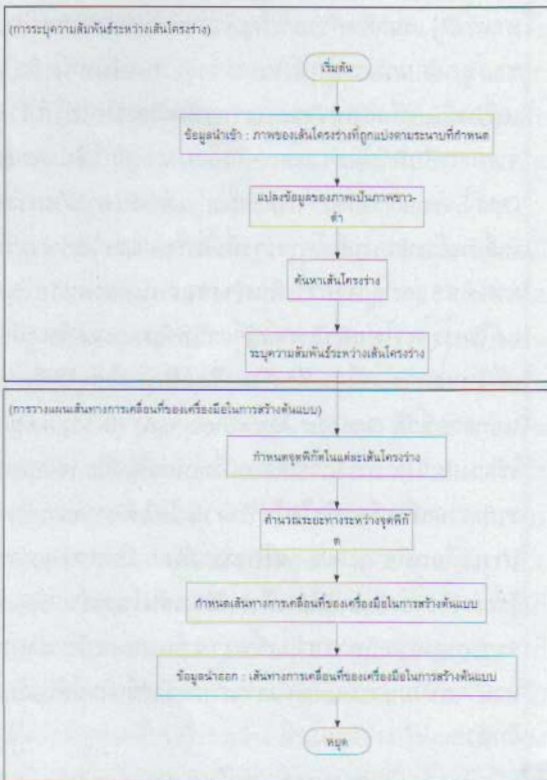 (การระบุความสัมพันธ์ระหว่างเส้นโครงร่าง)
เริ่มต้น
ข้อมูลนำเข้า : ภาพของเส้นโครงร่างที่ถูกแบ่งตามระนาบที่กำหนด
แปลงข้อมูลของภาพเป็นภาพขาว-
ดำ
ค้นหาเส้นโครงร่าง
ระบุความสัมพันธ์ระหว่างเส้นโครงร่าง
(การวางแผนเส้นทางการเคลื่อนที่ของเครื่องมือในการสร้างต้นแบบ)
กำหนดจุดพิกัดในแต่ละเส้นโครงร่าง
คำนวณระยะทางระหว่างจุดพิกั
ด
กำหนดเส้นทางการเคลื่อนที่ของเครื่องมือในการสร้างต้นแบบ
ข้อมูลนำออก : เส้นทางการเคลื่อนที่ของเครื่องมือในการสร้างต้นแบบ
หยุด